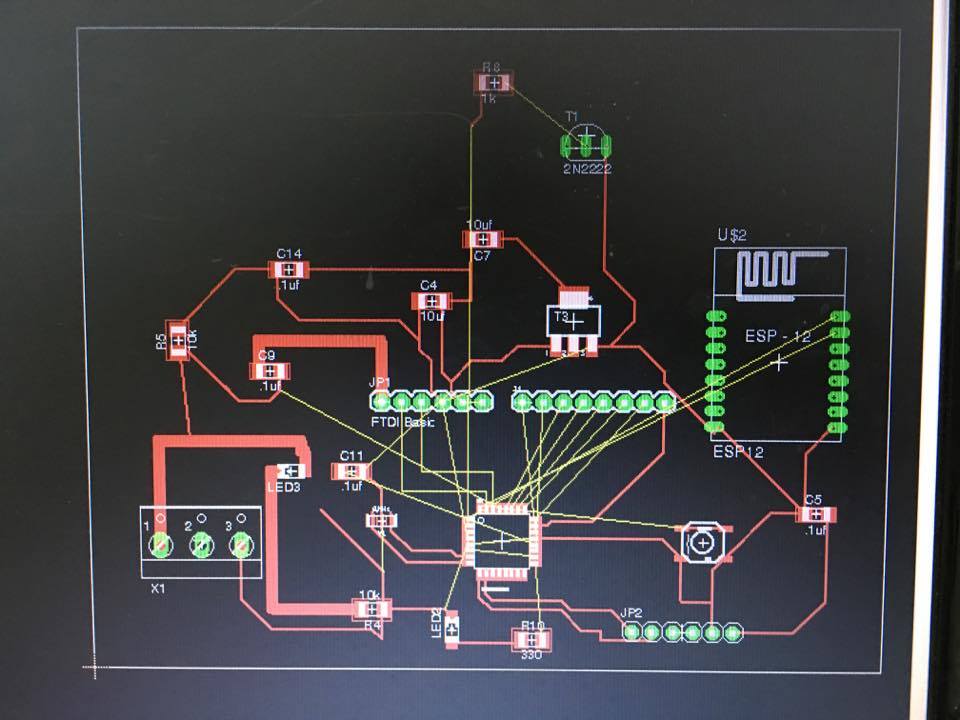 R8
1k
T1
2N2222
10uf
C7
U$2
C14
.1uf
C4
10uf
T3
ESP - 12
R5
10k
C9
.1uf
JP1
FTDI Basic
ESP12
C11
.1uf
LED3
C5
.1uf
1
2
3
X1
10k
R4
LED2
R10
330
JP2